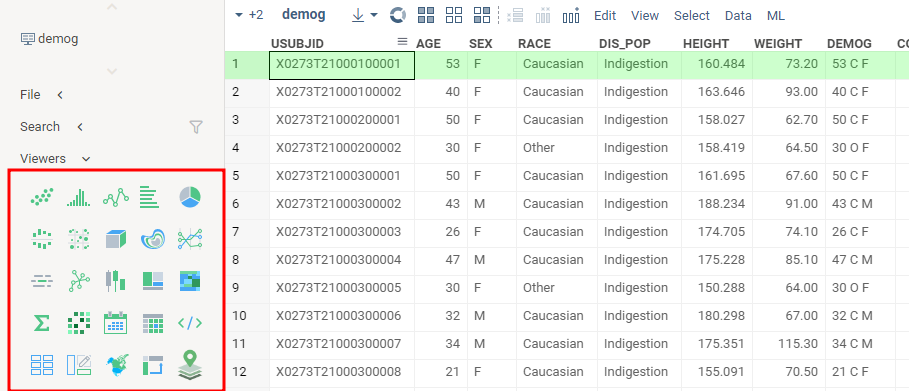 +2 demog Edit View Select Data ML
demog
File
Search
Viewers
USUBJID AGE SEX RACE DIS_POP HEIGHT WEIGHT DEMOG CO
1 X0273T21000100001 53 F Caucasian Indigestion 160.484 73.20 53 C F
2 X0273T21000100002 40 F Caucasian Indigestion 163.646 93.00 40 C F
3 X0273T21000200001 50 F Caucasian Indigestion 158.027 62.70 50 C F
4 X0273T21000200002 30 F Other Indigestion 158.419 64.50 30 O F
5 X0273T21000300001 50 F Caucasian Indigestion 161.695 67.60 50 C F
6 X0273T21000300002 43 M Caucasian Indigestion 188.234 91.00 43 C M
7 X0273T21000300003 26 F Caucasian Indigestion 174.705 74.10 26 C F
8 X0273T21000300004 47 M Caucasian Indigestion 175.228 85.10 47 C M
9 X0273T21000300005 30 F Other Indigestion 150.288 64.00 30 O F
10 X0273T21000300006 32 M Caucasian Indigestion 180.298 67.00 32 C M
11 X0273T21000300007 34 M Caucasian Indigestion 175.351 115.30 34 C M
12 X0273T21000300008 21 F Caucasian Indigestion 155.091 70.50 21 C F